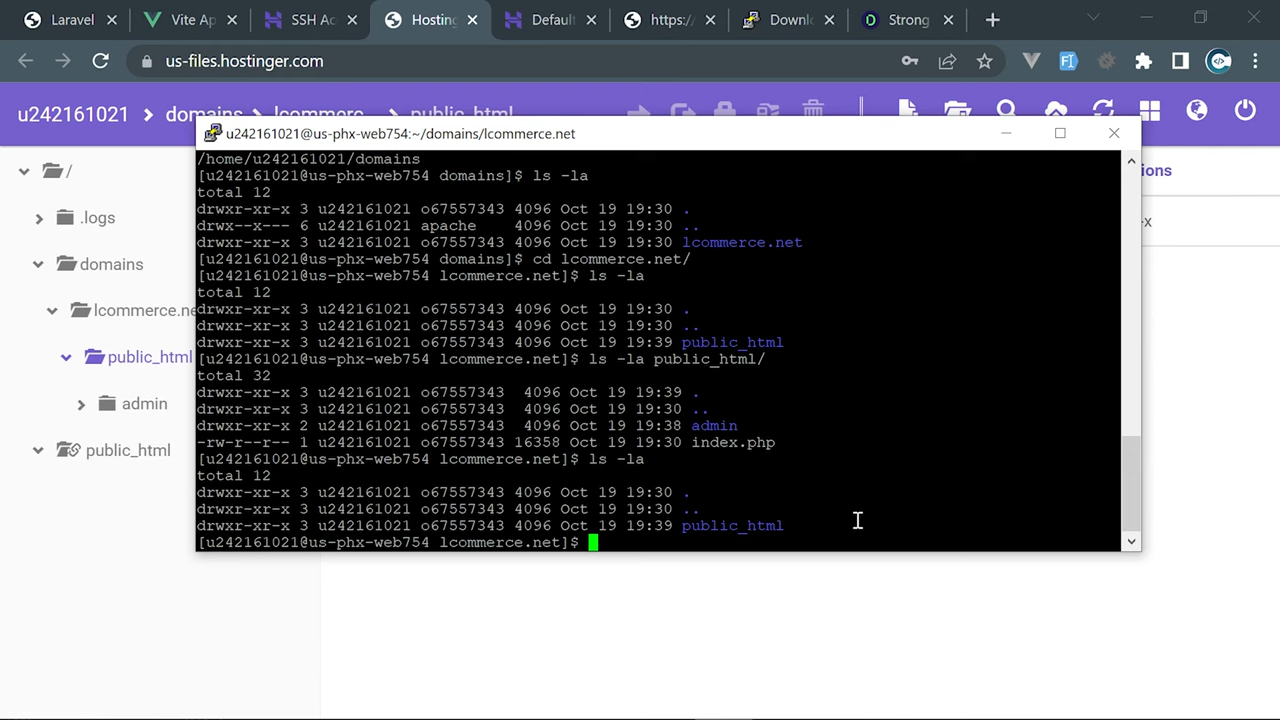 Laravel
Vite Ap
SSH Ac
Hosting
Default
https:/
Downl
Strong
us-files.hostinger.com
u242161021 > domains > lcommerce > public_html
/
.logs
domains
lcommerce.ne
public_html
admin
public_html
ions
-x
u242161021@us-phx-web754:~/domains/lcommerce.net
/home/u242161021/domains
[u242161021@us-phx-web754 domains]$ ls -la
total 12
drwxr-xr-x 3 u242161021 o67557343 4096 Oct 19 19:30 .
drwx--x--- 6 u242161021 apache    4096 Oct 19 19:30 ..
drwxr-xr-x 3 u242161021 o67557343 4096 Oct 19 19:30 lcommerce.net
[u242161021@us-phx-web754 domains]$ cd lcommerce.net/
[u242161021@us-phx-web754 lcommerce.net]$ ls -la
total 12
drwxr-xr-x 3 u242161021 o67557343 4096 Oct 19 19:30 .
drwxr-xr-x 3 u242161021 o67557343 4096 Oct 19 19:30 ..
drwxr-xr-x 3 u242161021 o67557343 4096 Oct 19 19:39 public_html
[u242161021@us-phx-web754 lcommerce.net]$ ls -la public_html/
total 32
drwxr-xr-x 3 u242161021 o67557343  4096 Oct 19 19:39 .
drwxr-xr-x 3 u242161021 o67557343  4096 Oct 19 19:30 ..
drwxr-xr-x 2 u242161021 o67557343  4096 Oct 19 19:38 admin
-rw-r--r-- 1 u242161021 o67557343 16358 Oct 19 19:30 index.php
[u242161021@us-phx-web754 lcommerce.net]$ ls -la
total 12
drwxr-xr-x 3 u242161021 o67557343 4096 Oct 19 19:30 .
drwxr-xr-x 3 u242161021 o67557343 4096 Oct 19 19:30 ..
drwxr-xr-x 3 u242161021 o67557343 4096 Oct 19 19:39 public_html
[u242161021@us-phx-web754 lcommerce.net]$